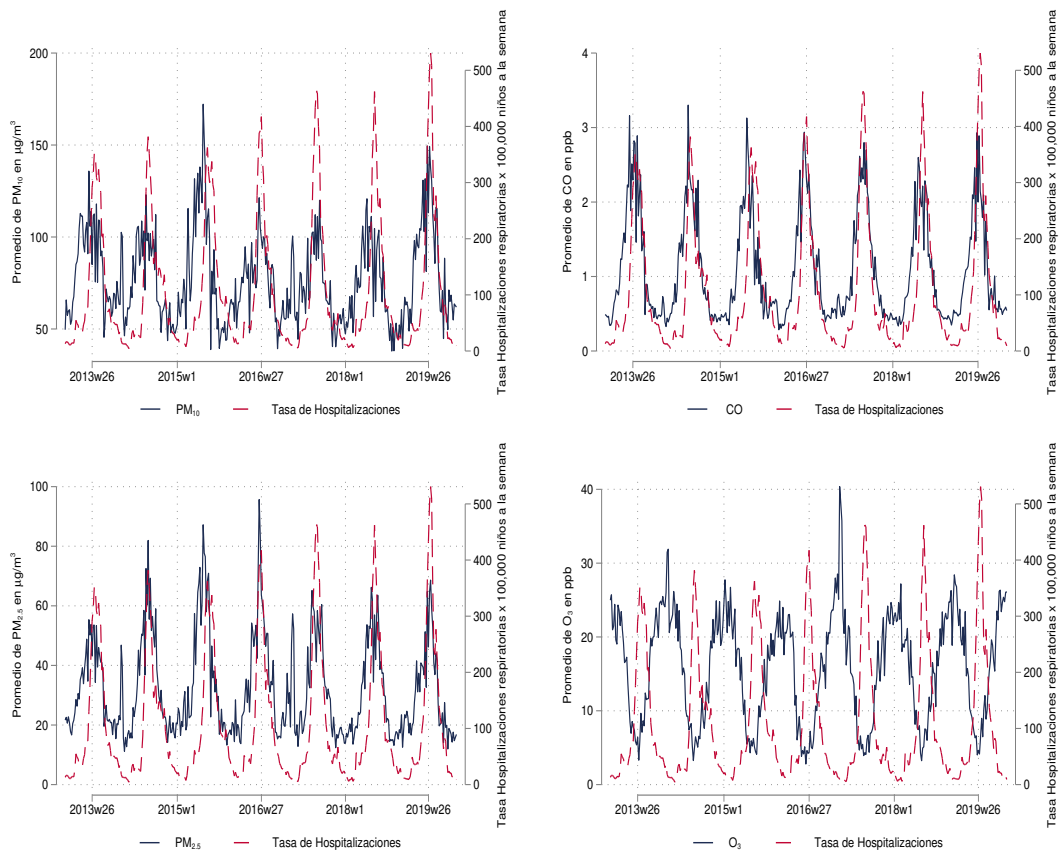 Promedio de PM₁₀ en µg/m³
200
150
100
50
500
400
300
200
100
0
Tasa Hospitalizaciones respiratorias x 100,000 niños a la semana
2013w26 2015w1 2016w27 2018w1 2019w26
PM₁₀ Tasa de Hospitalizaciones
Promedio de CO en ppb
4
3
2
1
0
500
400
300
200
100
0
Tasa Hospitalizaciones respiratorias x 100,000 niños a la semana
2013w26 2015w1 2016w27 2018w1 2019w26
CO Tasa de Hospitalizaciones
Promedio de PM₂.₅ en µg/m³
100
80
60
40
20
0
500
400
300
200
100
0
Tasa Hospitalizaciones respiratorias x 100,000 niños a la semana
2013w26 2015w1 2016w27 2018w1 2019w26
PM₂.₅ Tasa de Hospitalizaciones
Promedio de O₃ en ppb
40
30
20
10
0
500
400
300
200
100
0
Tasa Hospitalizaciones respiratorias x 100,000 niños a la semana
2013w26 2015w1 2016w27 2018w1 2019w26
O₃ Tasa de Hospitalizaciones